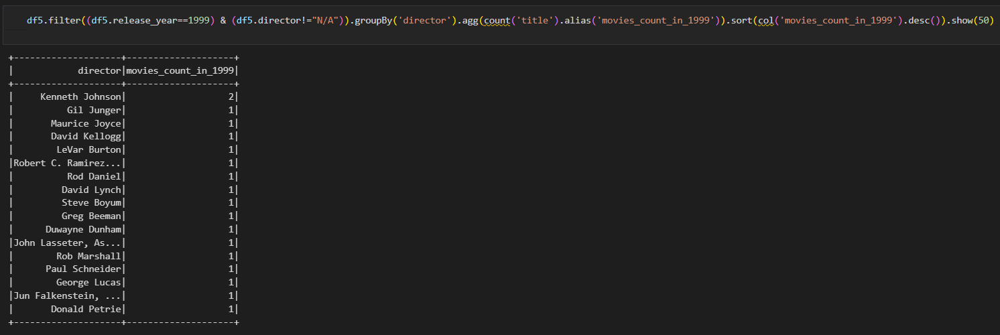 df5.filter((df5.release_year==1999) & (df5.director!="N/A")).groupBy('director').agg(count('title').alias('movies_count_in_1999')).sort(col('movies_count_in_1999').desc()).show(50)
+--------------------+--------------------+
|            director|movies_count_in_1999|
+--------------------+--------------------+
|     Kenneth Johnson|                   2|
|          Gil Junger|                   1|
|       Maurice Joyce|                   1|
|       David Kellogg|                   1|
|        LeVar Burton|                   1|
|Robert C. Ramirez...|                   1|
|          Rod Daniel|                   1|
|         David Lynch|                   1|
|         Steve Boyum|                   1|
|         Greg Beeman|                   1|
|      Duwayne Dunham|                   1|
|John Lasseter, As...|                   1|
|        Rob Marshall|                   1|
|      Paul Schneider|                   1|
|        George Lucas|                   1|
|Jun Falkenstein, ...|                   1|
|       Donald Petrie|                   1|
+--------------------+--------------------+